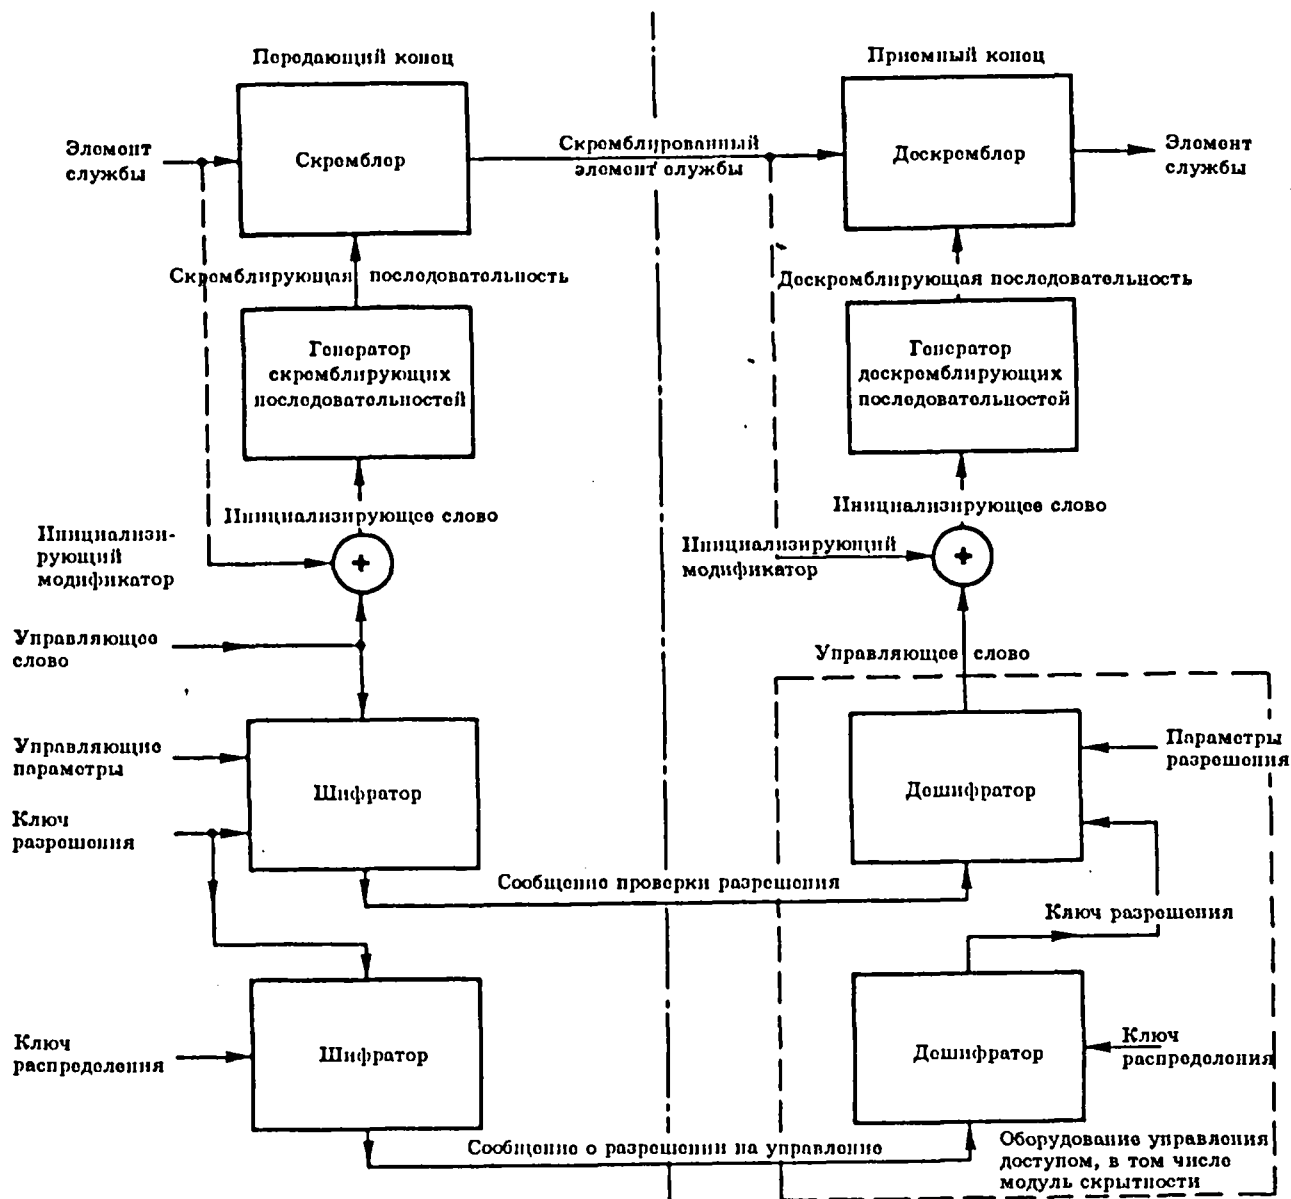 Передающий конец
Приемный конец
Элемент
службы
Скремблер
Скремблированный
элемент службы
Дескремблер
Элемент
службы
Скремблирующая последовательность
Дескремблирующая последовательность
Генератор
скремблирующих
последовательностей
Генератор
дескремблирующих
последовательностей
Инициализирующее слово
Инициализирующее слово
Инициализи-
рующий
модификатор
+
Инициализирующий
модификатор
+
Управляющее
слово
Управляющее слово
Управляющие
параметры
Шифратор
Дешифратор
Параметры
разрешения
Ключ
разрешения
Сообщение проверки разрешения
Ключ разрешения
Ключ
распределения
Шифратор
Дешифратор
Ключ
распределения
Сообщение о разрешении на управление
Оборудование управления
доступом, в том числе
модуль скрытности